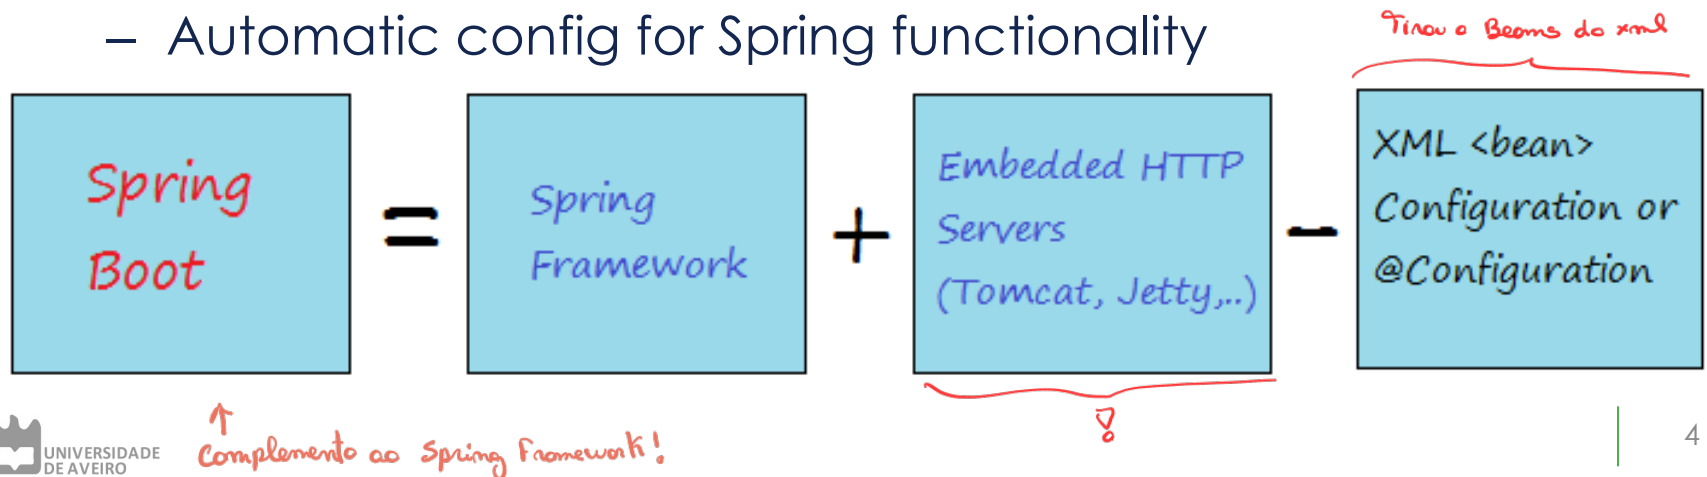 – Automatic config for Spring functionality
Tirou o Beans do xml
Spring
Boot
=
Spring
Framework
+
Embedded HTTP
Servers
(Tomcat, Jetty,..)
–
XML <bean>
Configuration or
@Configuration
!
Complemento ao Spring Framework!
UNIVERSIDADE
DE AVEIRO
4